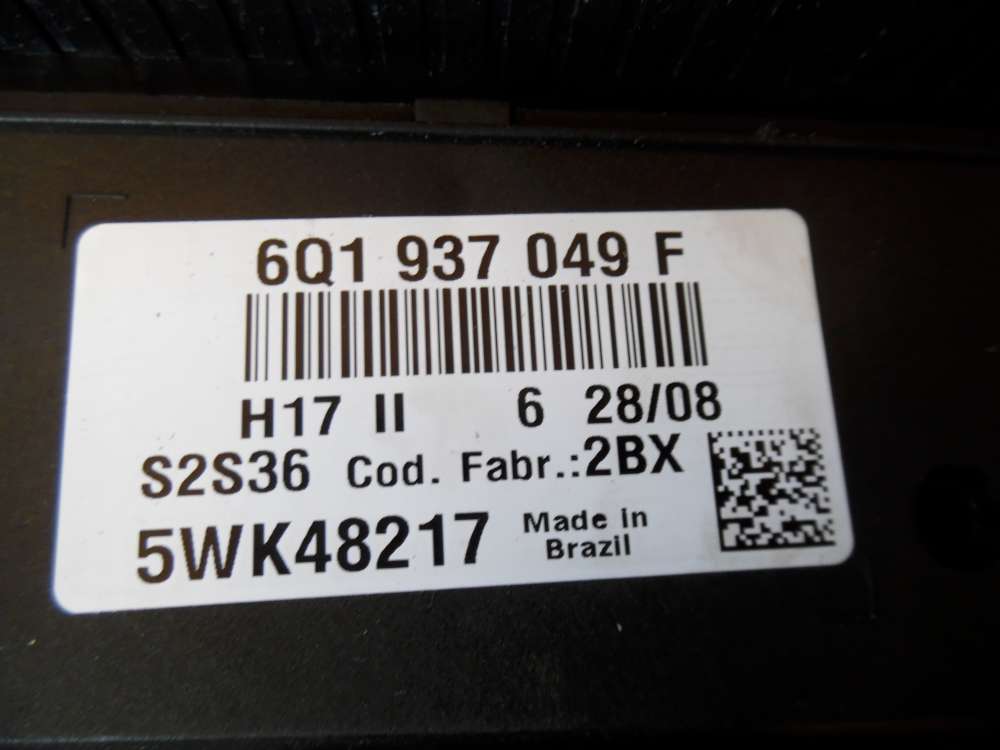 6Q1 937 049 F
H17 II 6 28/08
S2S36 Cod. Fabr.:2BX
5WK48217 Made in
Brazil